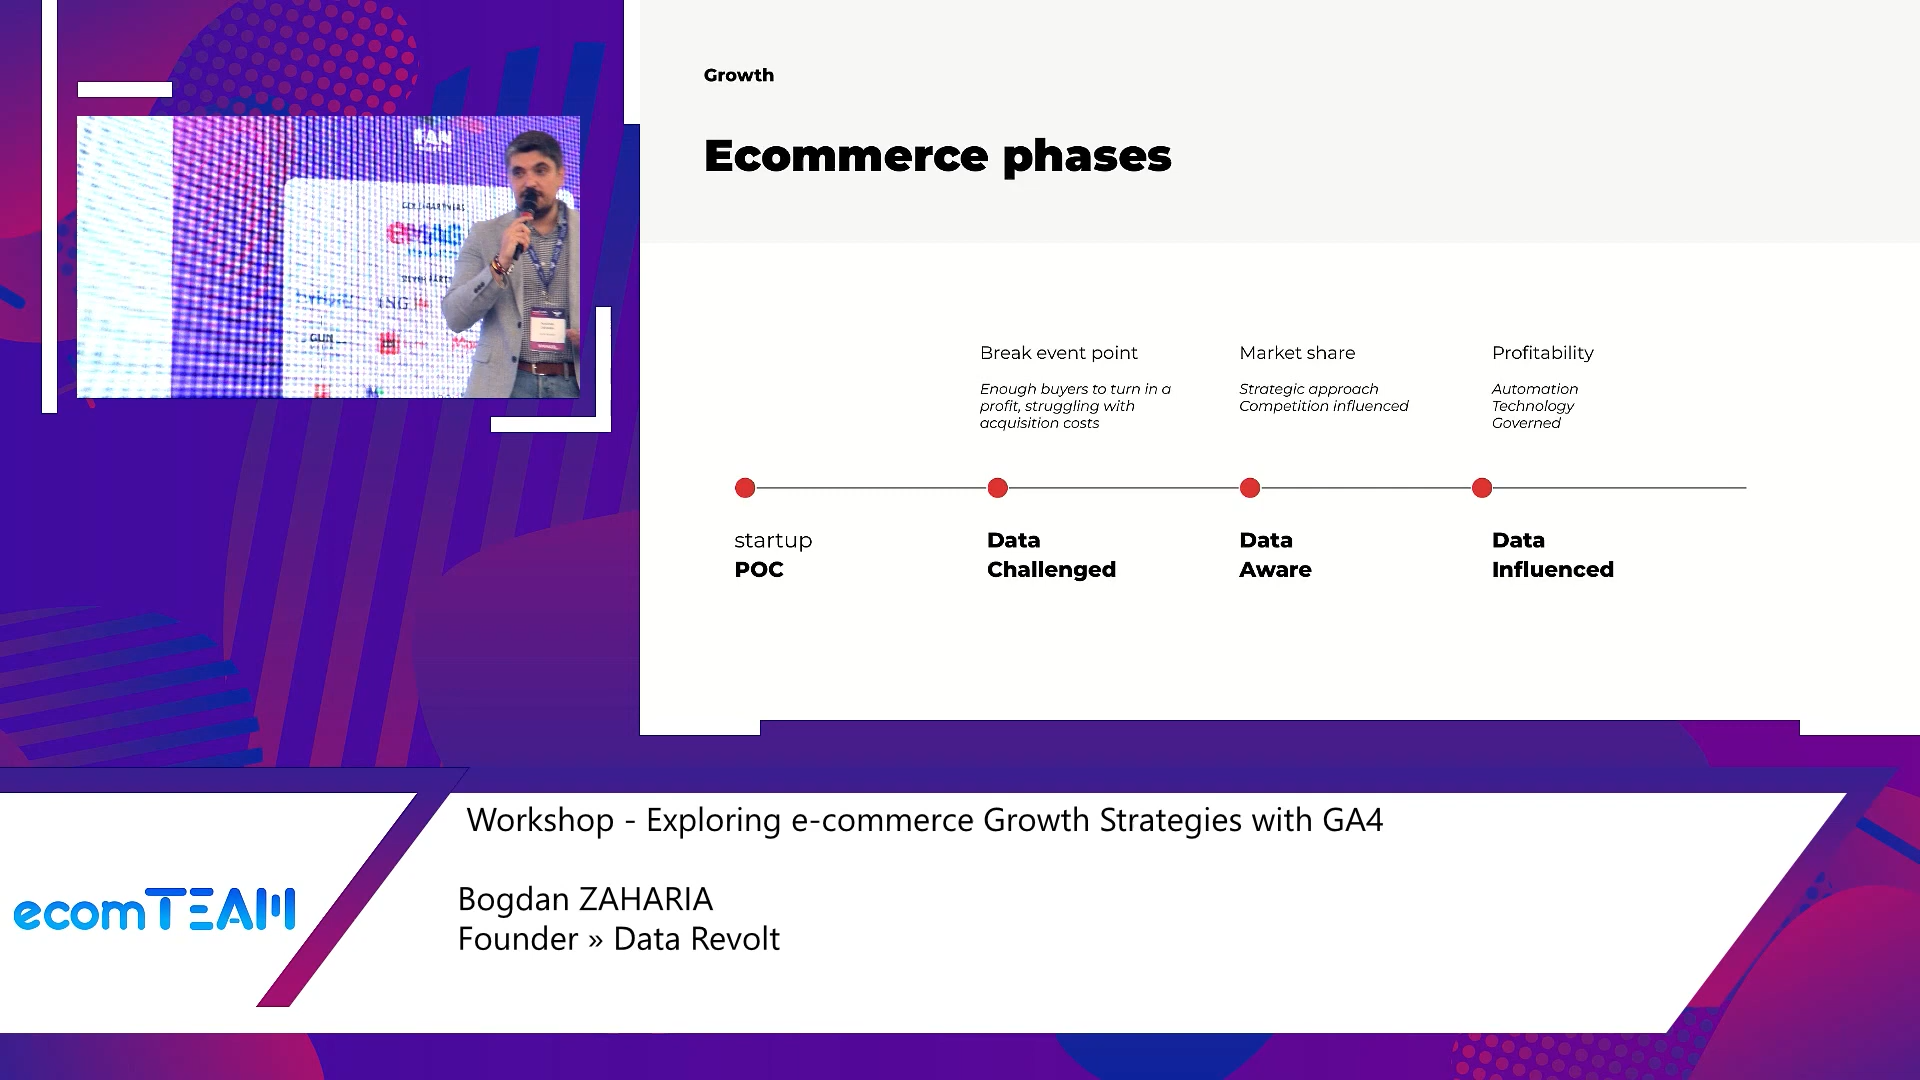 Growth
Ecommerce phases
Break event point
Enough buyers to turn in a
profit, struggling with
acquisition costs
Market share
Strategic approach
Competition influenced
Profitability
Automation
Technology
Governed
startup
POC
Data
Challenged
Data
Aware
Data
Influenced
Workshop - Exploring e-commerce Growth Strategies with GA4
Bogdan ZAHARIA
Founder » Data Revolt
ecomTEAM